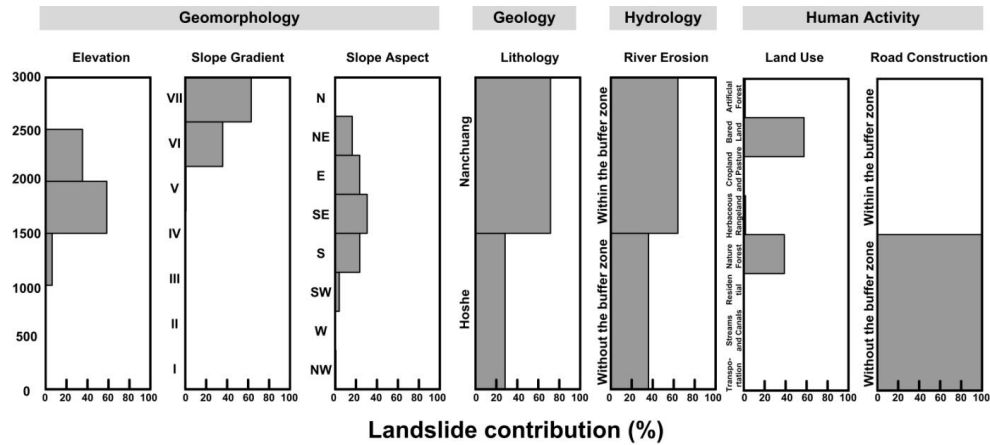 Geomorphology
Geology
Hydrology
Human Activity
Elevation
Slope Gradient
Slope Aspect
Lithology
River Erosion
Land Use
Road Construction
3000
2500
2000
1500
1000
500
0
0 20 40 60 80 100
VII
VI
V
IV
III
II
I
0 20 40 60 80 100
N
NE
E
SE
S
SW
W
NW
0 20 40 60 80 100
Nanchuang
Hoshe
0 20 40 60 80 100
Within the buffer zone
Without the buffer zone
0 20 40 60 80 100
Artificial
Forest
Bared
Land
Cropland
and Pasture
Herbaceous
Rangeland
Nature
Forest
Residen
tial
Streams
and Canals
Transpo-
rtation
0 20 40 60 80 100
Within the buffer zone
Without the buffer zone
0 20 40 60 80 100
Landslide contribution (%)